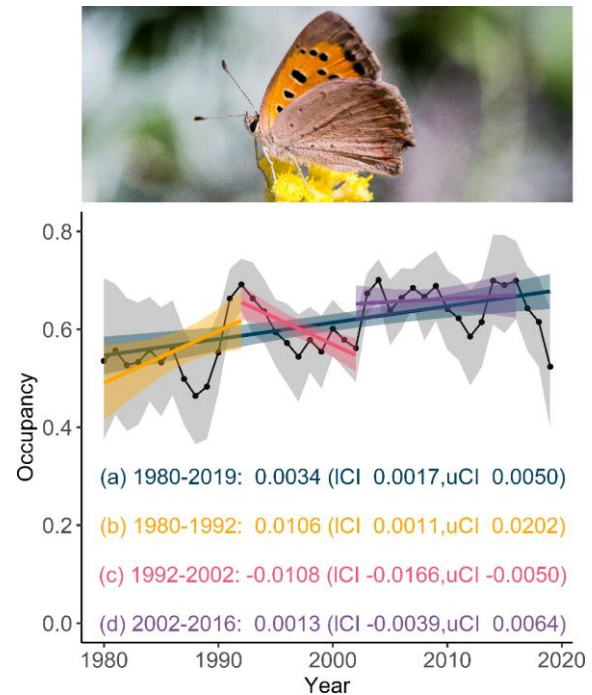 0.8
0.6
0.4
0.2
0.0
Occupancy
(a) 1980-2019: 0.0034 (lCI 0.0017,uCI 0.0050)
(b) 1980-1992: 0.0106 (lCI 0.0011,uCI 0.0202)
(c) 1992-2002: -0.0108 (lCI -0.0166,uCI -0.0050)
(d) 2002-2016: 0.0013 (lCI -0.0039,uCI 0.0064)
1980 1990 2000 2010 2020
Year